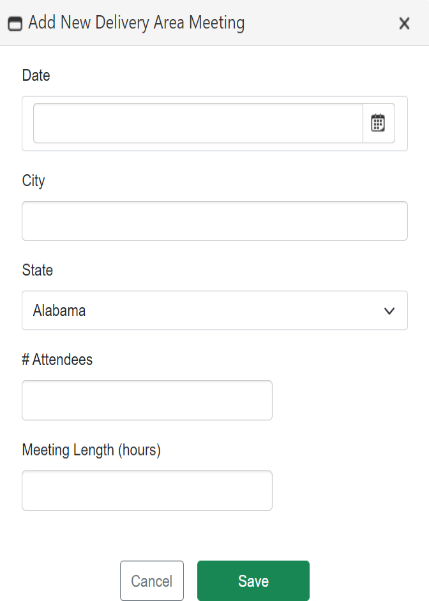 Add New Delivery Area Meeting
Date
City
State
Alabama
# Attendees
Meeting Length (hours)
Cancel Save